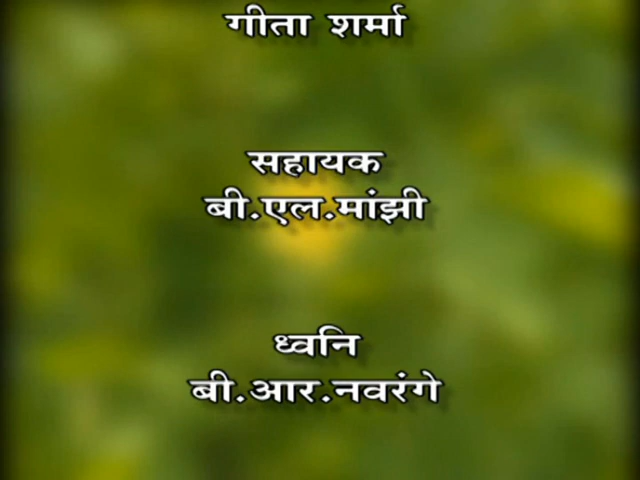 गीता शर्मा
सहायक
बी.एल.मांझी
ध्वनि
बी.आर.नवरंगे